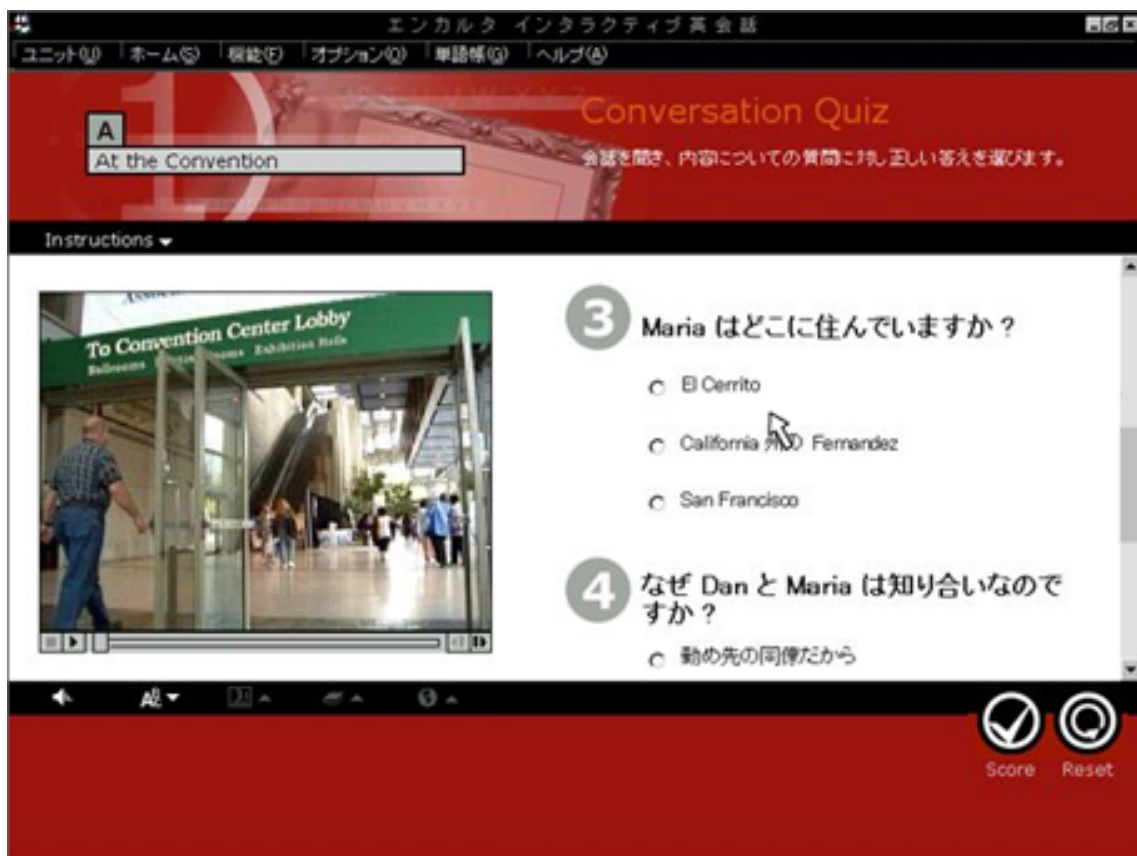 エンカルタ インタラクティブ英会話
ユニット(U) ホーム(S) 機能(F) オプション(O) 単語帳(G) ヘルプ(A)
1
A
At the Convention
Conversation Quiz
会話を聞き、内容についての質問に対し正しい答えを選びます。
Instructions
To Convention Center Lobby
Ballrooms Meeting Rooms Exhibition Halls
3 Maria はどこに住んでいますか？
El Cerrito
California 州の Fernandez
San Francisco
4 なぜ Dan と Maria は知り合いなので
すか？
勤め先の同僚だから
Score Reset